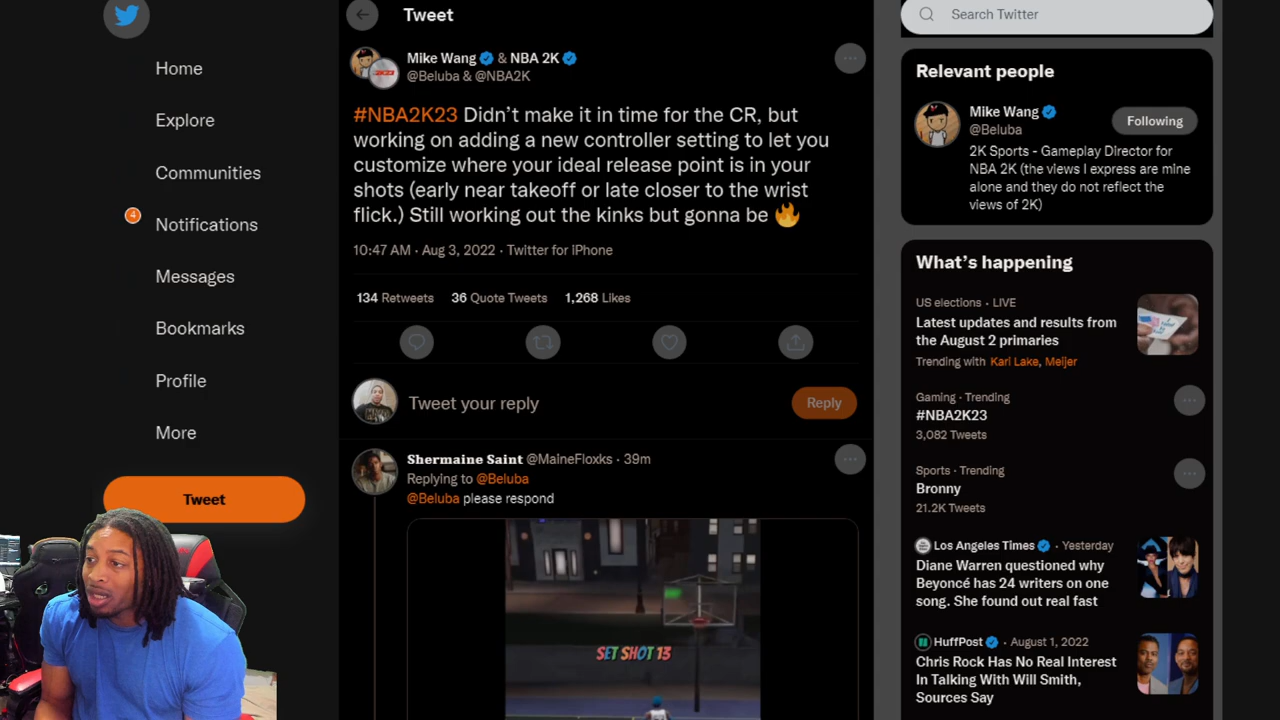 Tweet
Search Twitter
Home
Explore
Communities
4
Notifications
Messages
Bookmarks
Profile
More
Tweet
Mike Wang & NBA 2K
@Beluba & @NBA2K
#NBA2K23 Didn’t make it in time for the CR, but
working on adding a new controller setting to let you
customize where your ideal release point is in your
shots (early near takeoff or late closer to the wrist
flick.) Still working out the kinks but gonna be 🔥
10:47 AM · Aug 3, 2022 · Twitter for iPhone
134 Retweets 36 Quote Tweets 1,268 Likes
Tweet your reply
Reply
Shermaine Saint @MaineFloxks · 39m
Replying to @Beluba
@Beluba please respond
SET SHOT 13
Relevant people
Mike Wang
@Beluba
Following
2K Sports - Gameplay Director for
NBA 2K (the views I express are mine
alone and they do not reflect the
views of 2K)
What’s happening
US elections · LIVE
Latest updates and results from
the August 2 primaries
Trending with Kari Lake, Meijer
Gaming · Trending
#NBA2K23
3,082 Tweets
Sports · Trending
Bronny
21.2K Tweets
Los Angeles Times · Yesterday
Diane Warren questioned why
Beyoncé has 24 writers on one
song. She found out real fast
HuffPost · August 1, 2022
Chris Rock Has No Real Interest
In Talking With Will Smith,
Sources Say